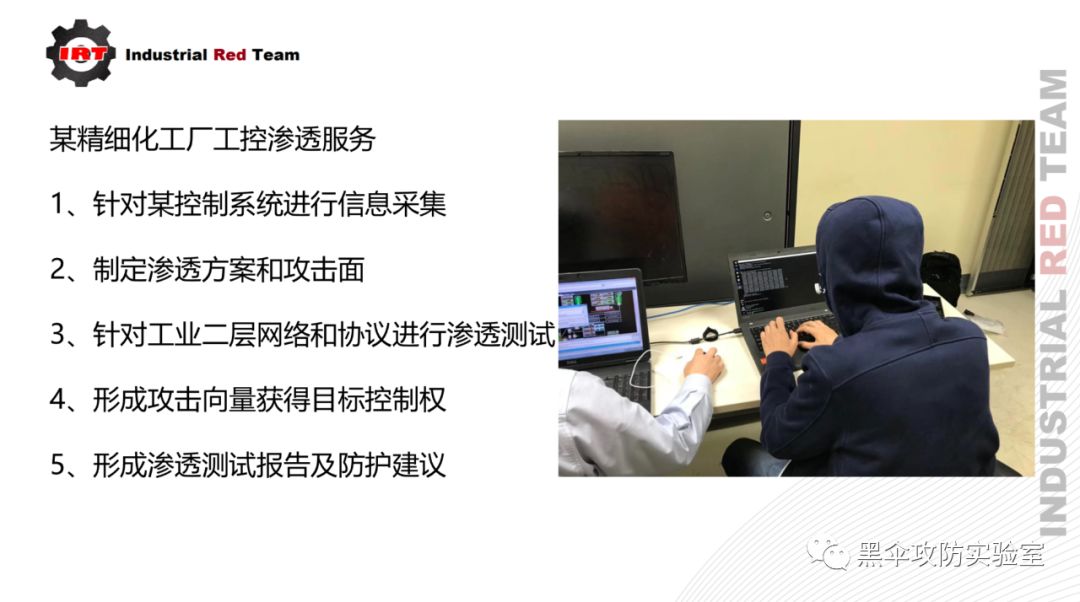 IRT
Industrial Red Team
某精细化工厂工控渗透服务
1、针对某控制系统进行信息采集
2、制定渗透方案和攻击面
3、针对工业二层网络和协议进行渗透测试
4、形成攻击向量获得目标控制权
5、形成渗透测试报告及防护建议
INDUSTRIAL RED TEAM
黑伞攻防实验室